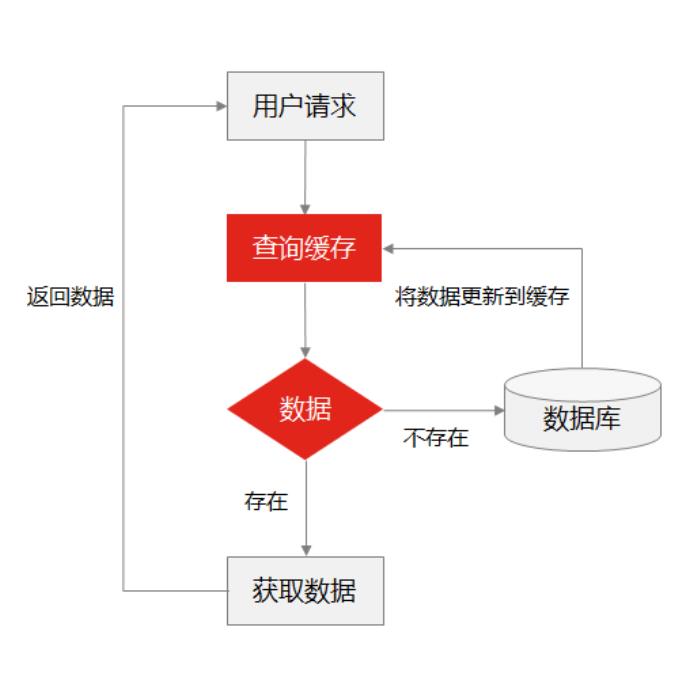 用户请求
查询缓存
返回数据
将数据更新到缓存
数据
数据库
不存在
存在
获取数据